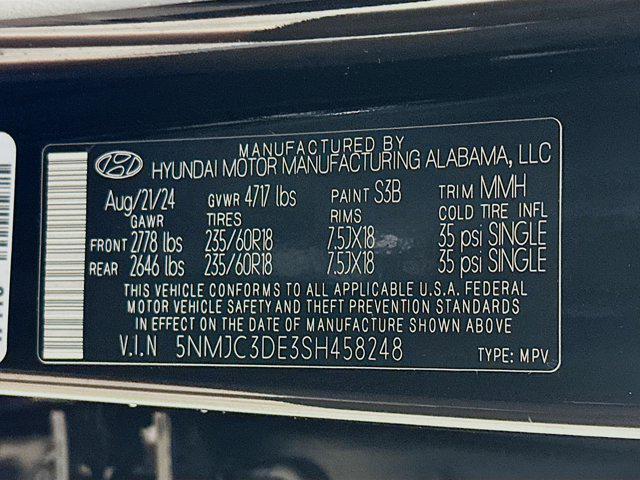 MANUFACTURED BY
HYUNDAI MOTOR MANUFACTURING ALABAMA, LLC
Aug/21/24 GVWR 4717 lbs PAINT S3B TRIM MMH
GAWR TIRES RIMS COLD TIRE INFL
FRONT 2778 lbs 235/60R18 7.5JX18 35 psi SINGLE
REAR 2646 lbs 235/60R18 7.5JX18 35 psi SINGLE
THIS VEHICLE CONFORMS TO ALL APPLICABLE U.S.A. FEDERAL
MOTOR VEHICLE SAFETY AND THEFT PREVENTION STANDARDS
IN EFFECT ON THE DATE OF MANUFACTURE SHOWN ABOVE
V.I.N 5NMJC3DE3SH458248 TYPE: MPV